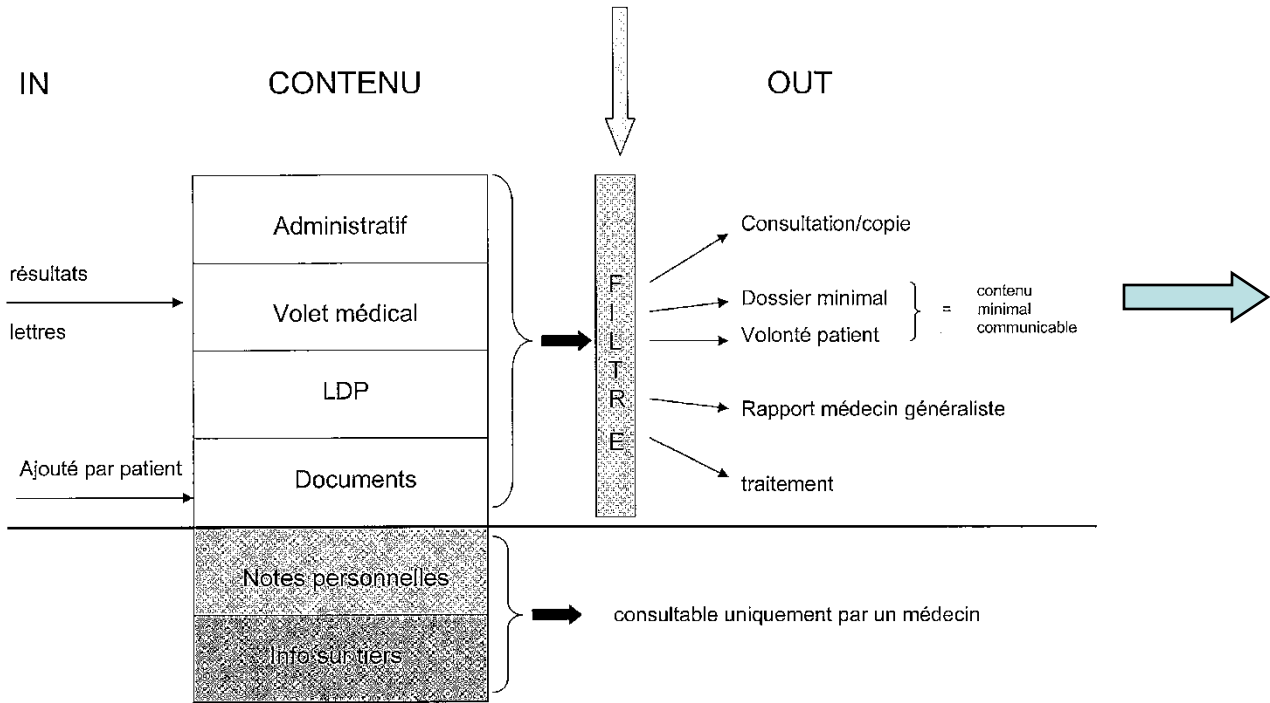 IN
CONTENU
OUT
Administratif
résultats
lettres
Volet médical
LDP
Ajouté par patient
Documents
FILTRE
Consultation/copie
Dossier minimal
Volonté patient
=
contenu
minimal
communicable
Rapport médecin généraliste
traitement
Notes personnelles
Info sur tiers
consultable uniquement par un médecin